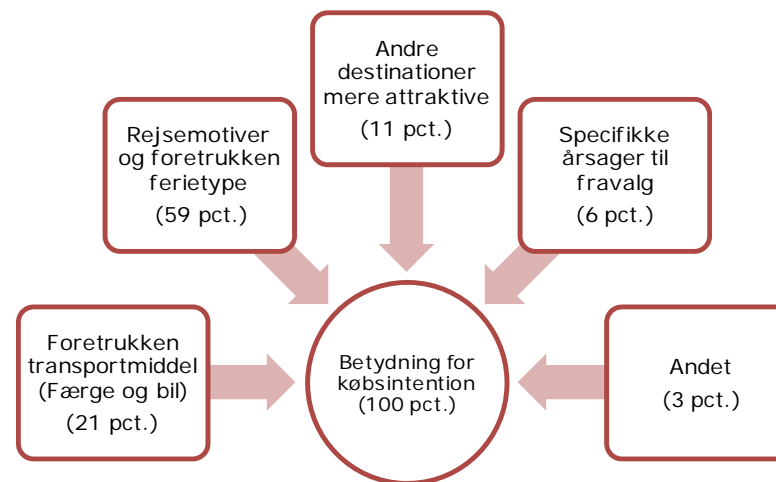 Andre
destinationer
mere attraktive
(11 pct.)
Rejsemotiver
og foretrukken
ferietype
(59 pct.)
Specifikke
årsager til
fravalg
(6 pct.)
Foretrukken
transportmiddel
(Færge og bil)
(21 pct.)
Betydning for
købsintention
(100 pct.)
Andet
(3 pct.)